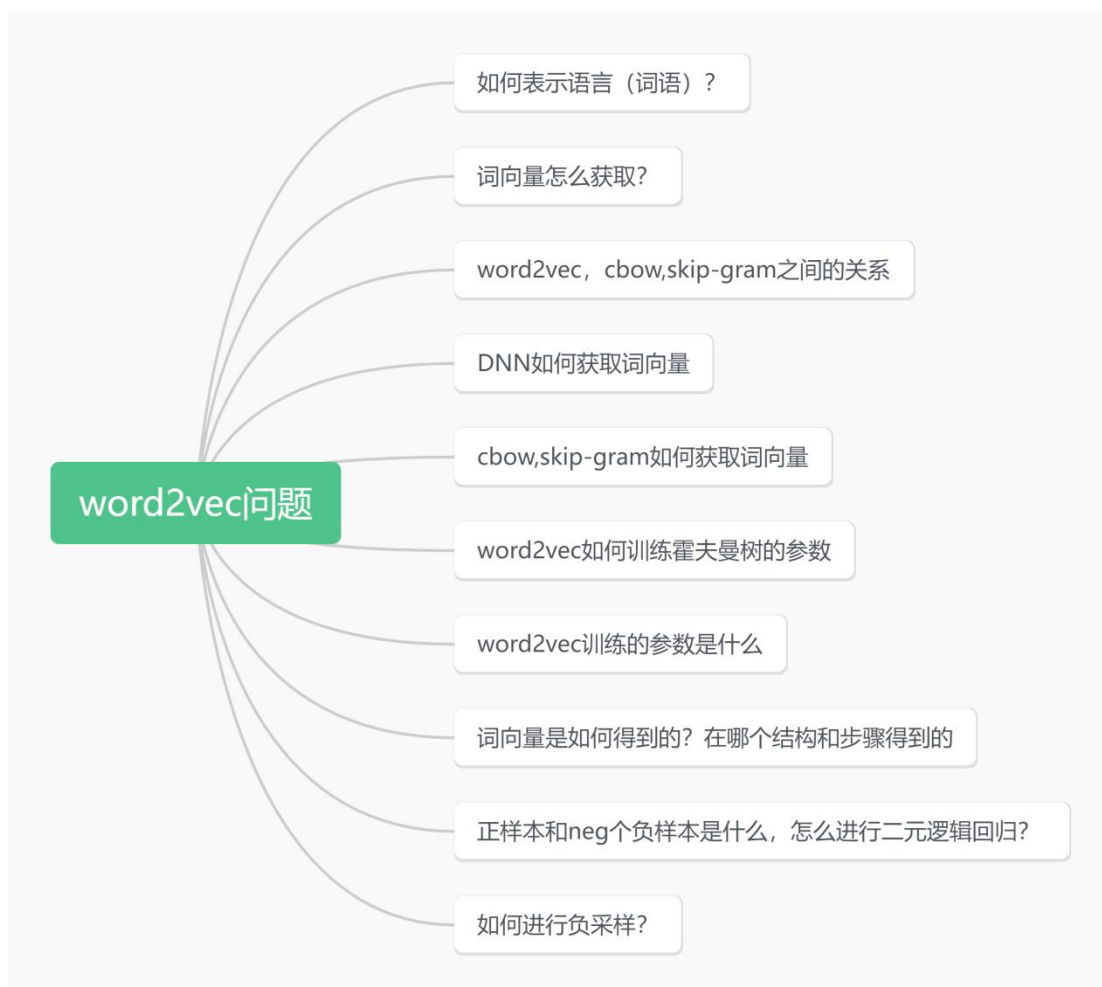 如何表示语言（词语）？
词向量怎么获取？
word2vec，cbow,skip-gram之间的关系
DNN如何获取词向量
cbow,skip-gram如何获取词向量
word2vec问题
word2vec如何训练霍夫曼树的参数
word2vec训练的参数是什么
词向量是如何得到的？在哪个结构和步骤得到的
正样本和neg个负样本是什么，怎么进行二元逻辑回归？
如何进行负采样？